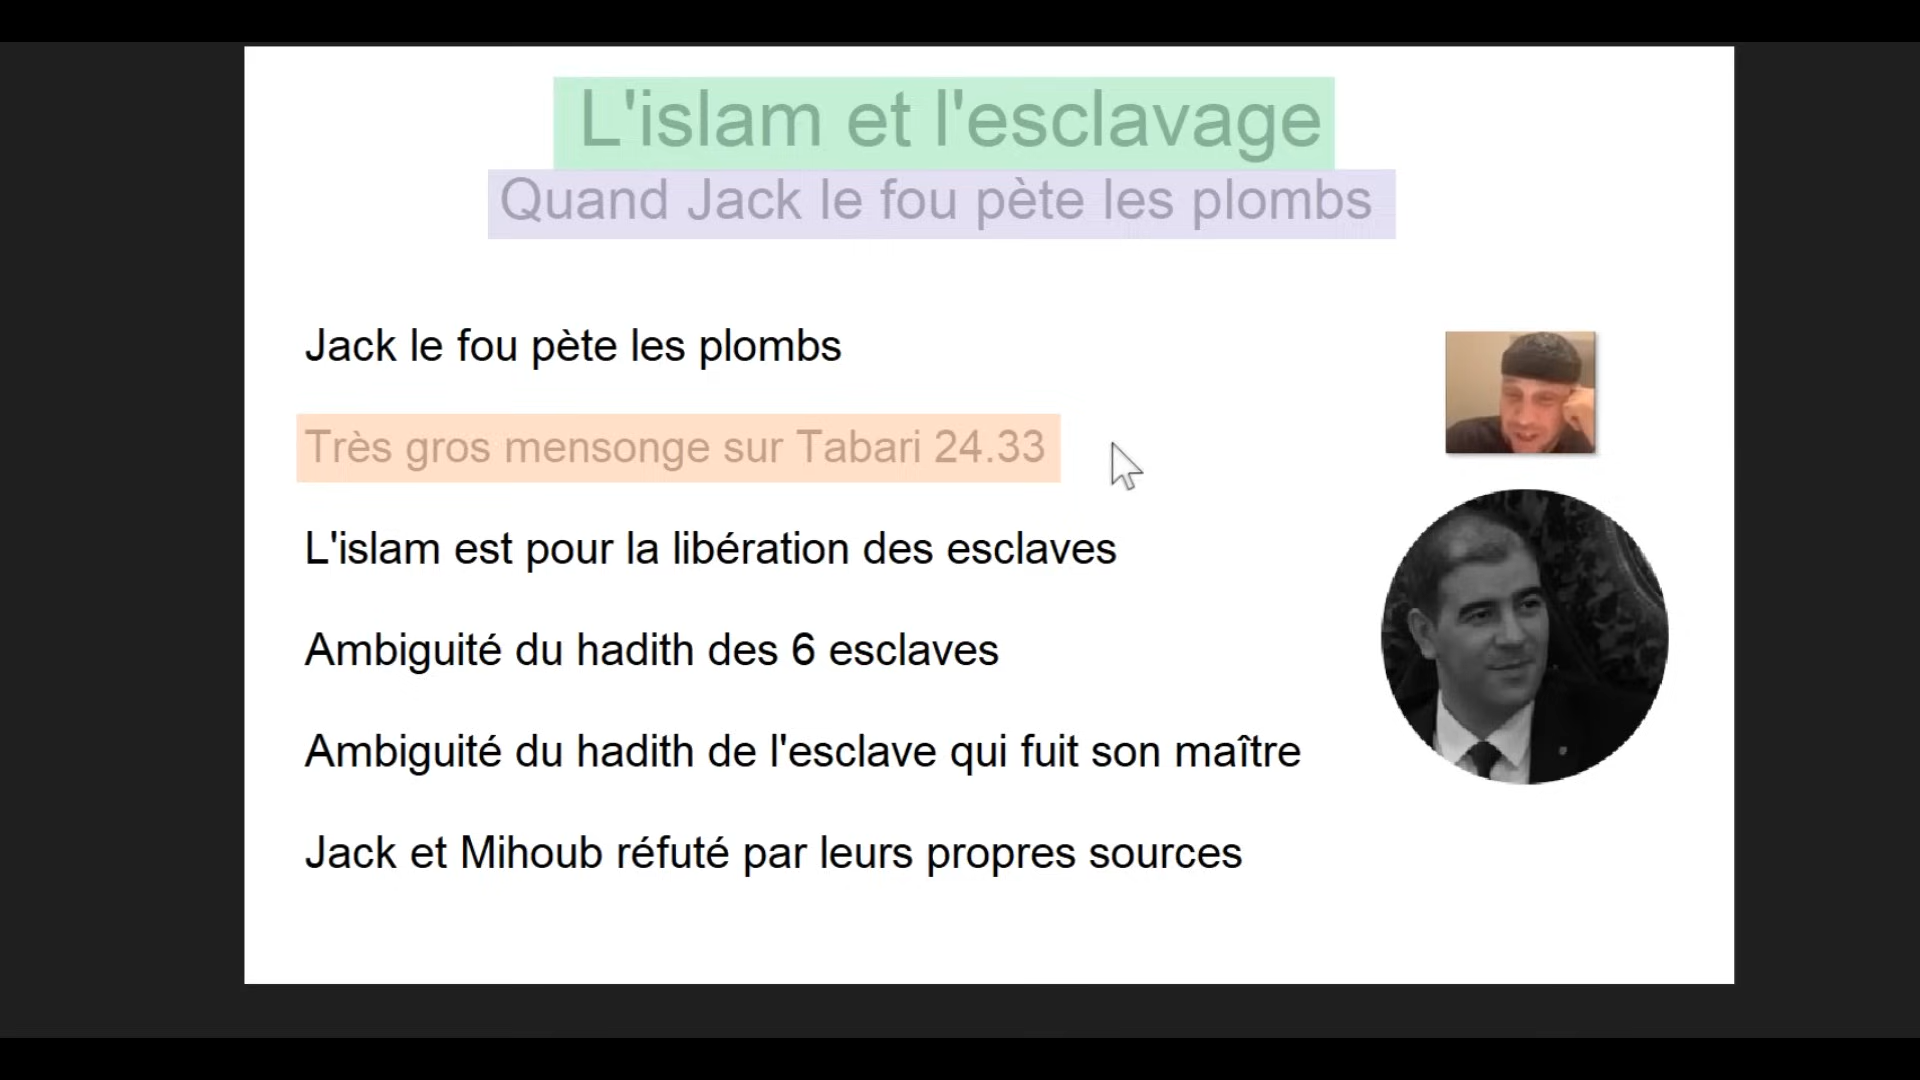 L'islam et l'esclavage
Quand Jack le fou pète les plombs
Jack le fou pète les plombs
Très gros mensonge sur Tabari 24.33
L'islam est pour la libération des esclaves
Ambiguité du hadith des 6 esclaves
Ambiguité du hadith de l'esclave qui fuit son maître
Jack et Mihoub réfuté par leurs propres sources